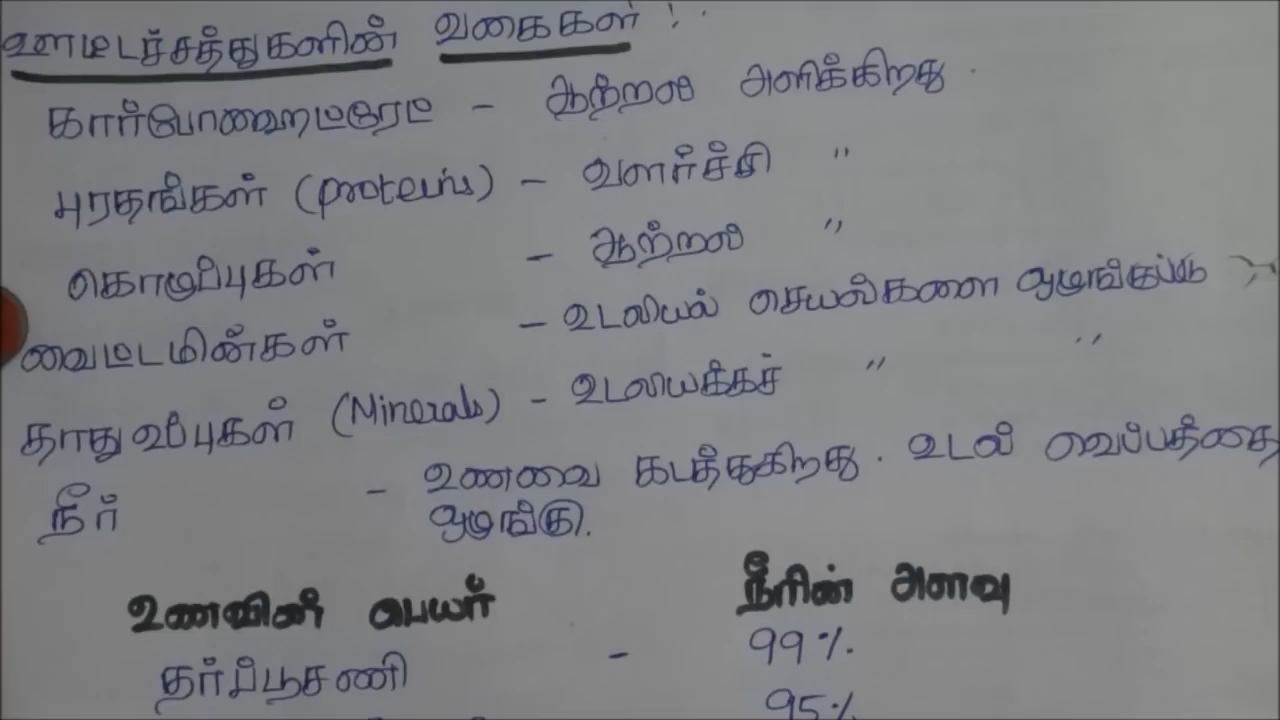 ஊட்டச்சத்துகளின் வகைகள் :
கார்போஹைட்ரேட் - ஆற்றல் அளிக்கிறது .
புரதங்கள் (proteins) - வளர்ச்சி "
கொழுப்புகள் - ஆற்றல் "
வைட்டமின்கள் - உடலியல் செயல்களை ஒழுங்குப்படு
தாது உப்புகள் (Minerals) - உடலியக்கச் " "
நீர் - உணவை கடத்துகிறது . உடல் வெப்பத்தை
ஒழுங்கு.
உணவின் பெயர் நீரின் அளவு
தர்ப்பூசணி - 99%
95%